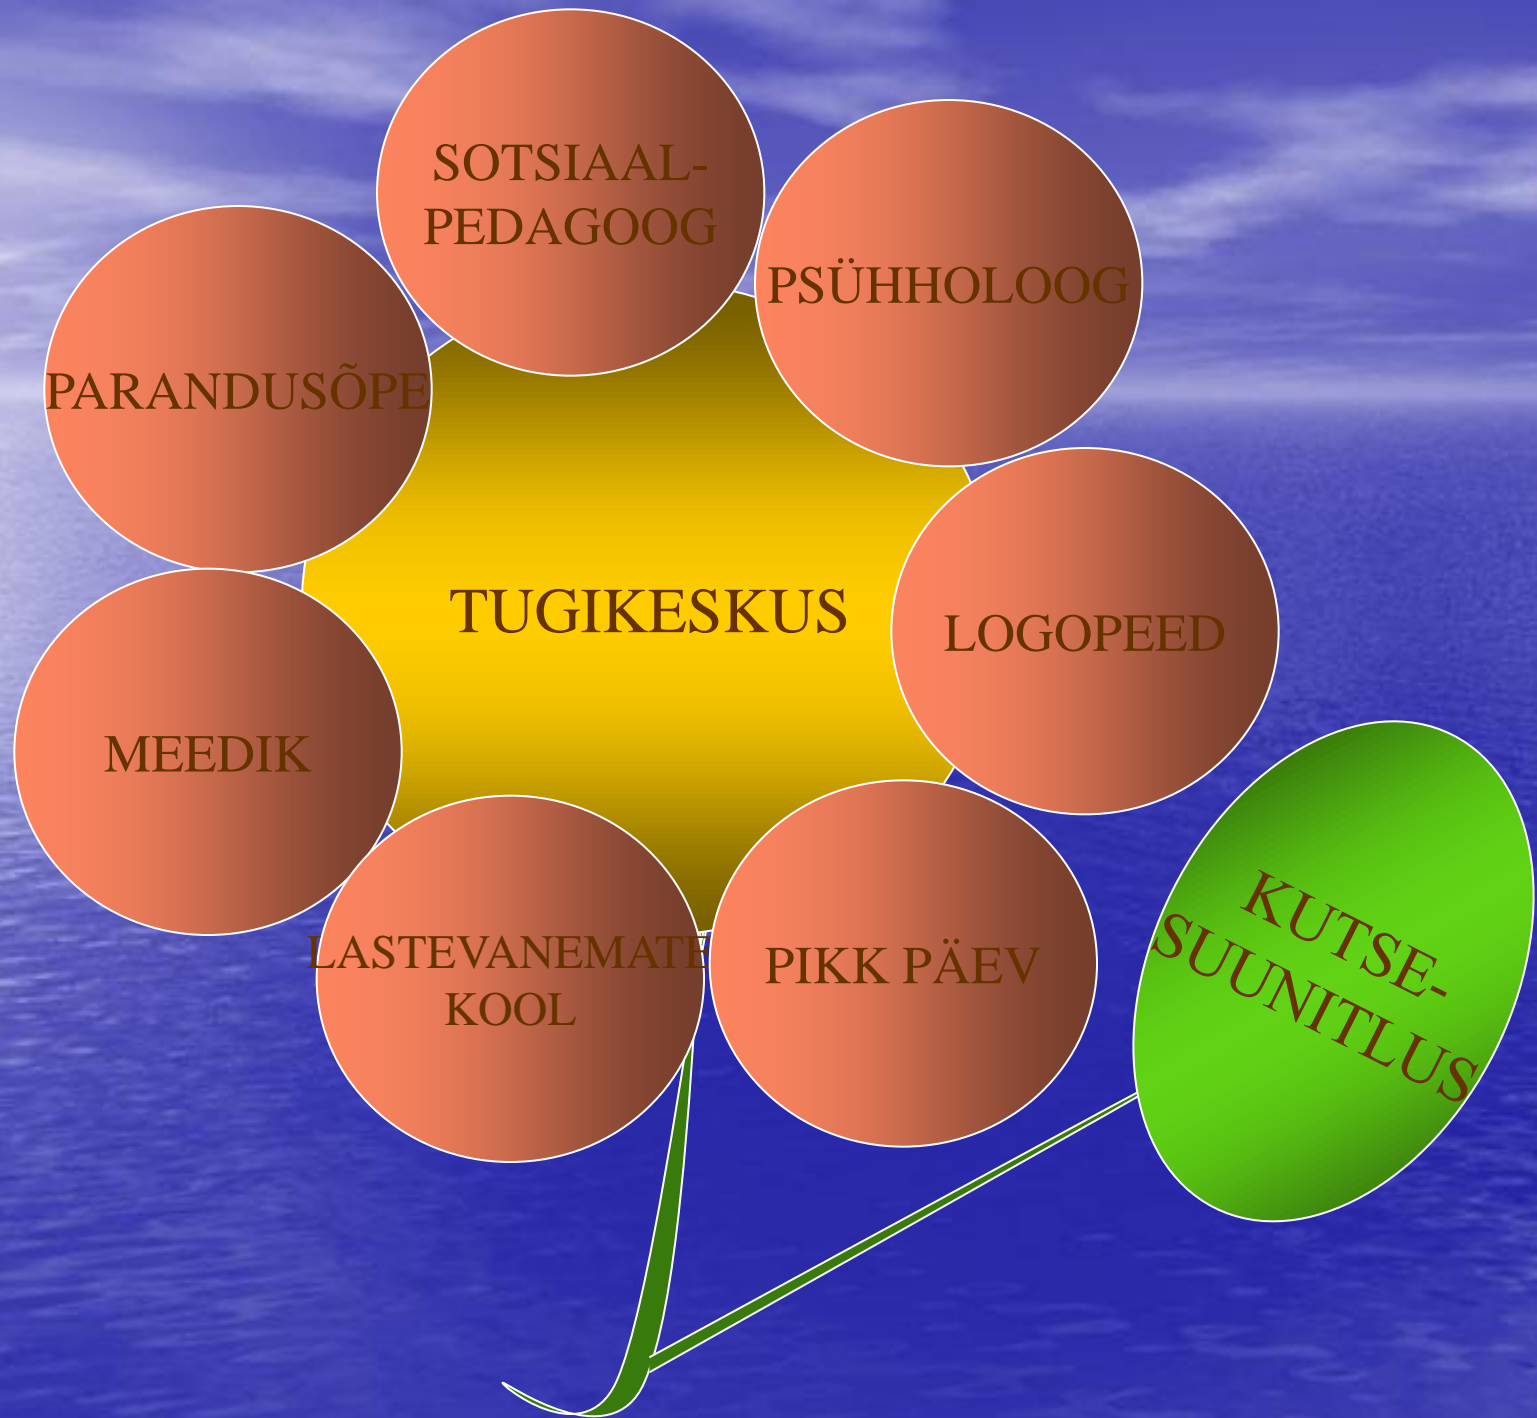 SOTSIAAL-
PEDAGOOG
PSÜHHOLOOG
PARANDUSÕPE
TUGIKESKUS
LOGOPEED
MEEDIK
LASTEVANEMATE
KOOL
PIKK PÄEV
KUTSE-
SUUNITLUS